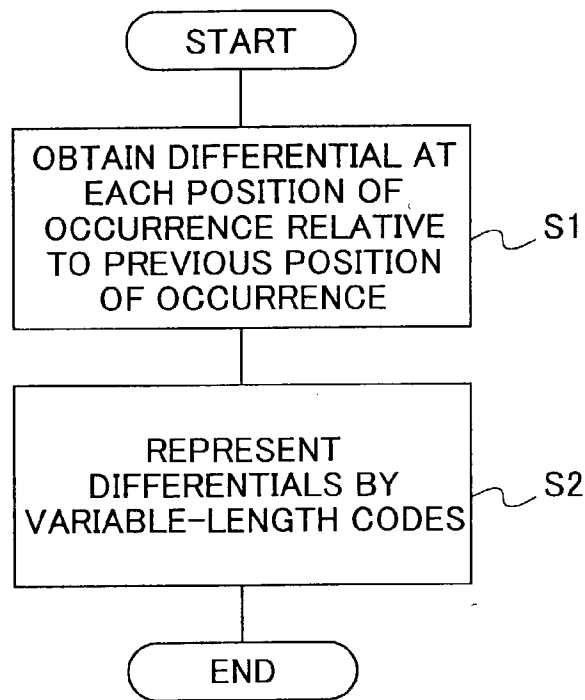 START
OBTAIN DIFFERENTIAL AT
EACH POSITION OF
OCCURRENCE RELATIVE
TO PREVIOUS POSITION
OF OCCURRENCE
S1
REPRESENT
DIFFERENTIALS BY
VARIABLE-LENGTH CODES
S2
END